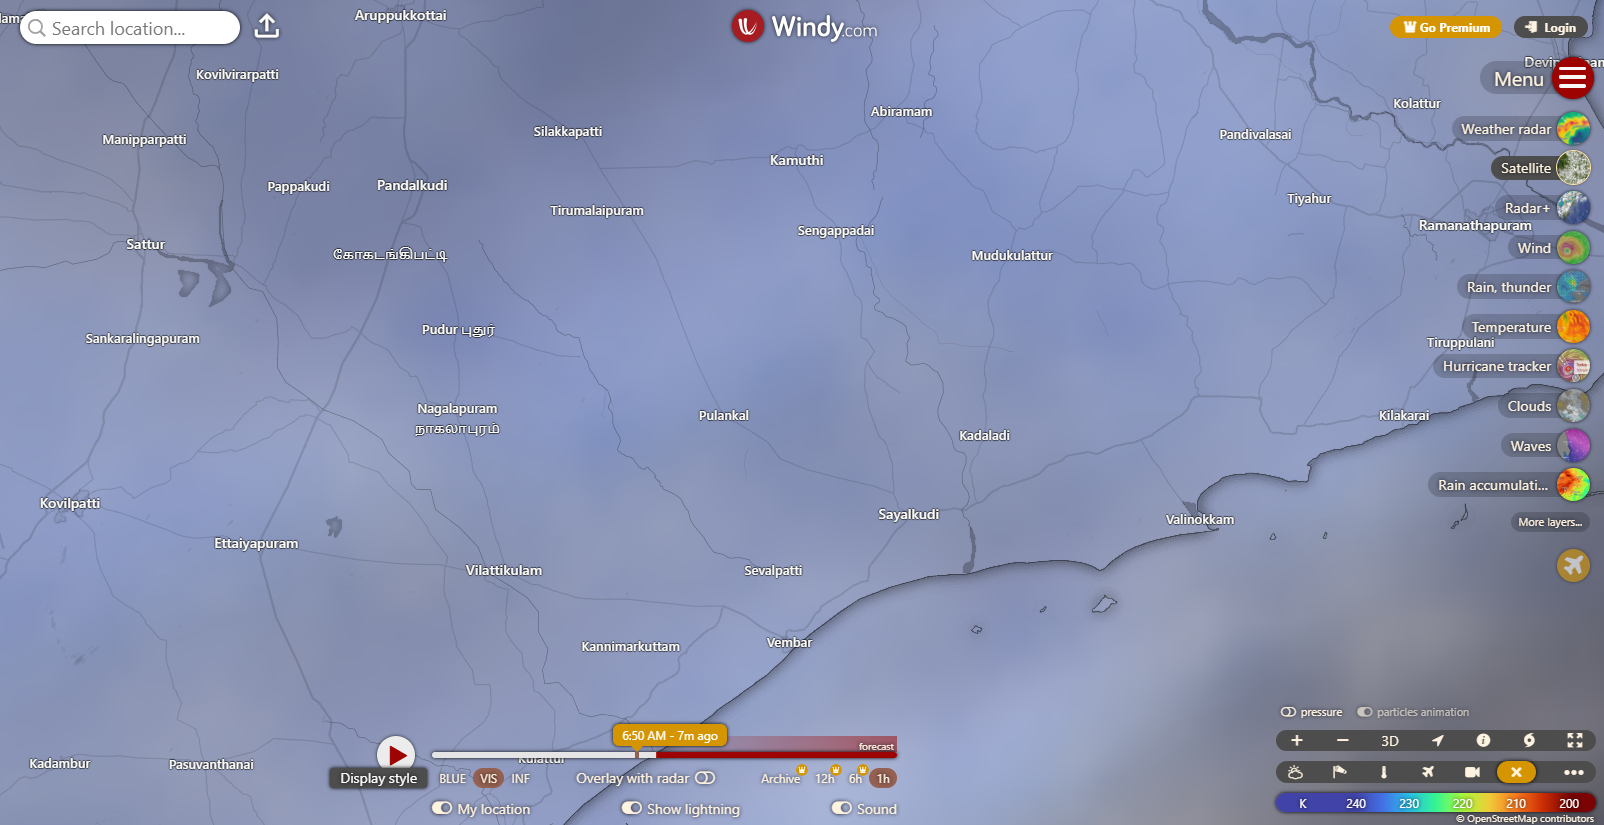 Aruppukkottai
Search location...
Windy.com
Go Premium
Login
Menu
Kovilvirarpatti
Kolattur
Abiramam
Manipparpatti
Silakkapatti
Pandivalasai
Weather radar
Kamuthi
Satellite
Pappakudi
Pandalkudi
Tirumalaipuram
Tiyahur
Radar+
Ramanathapuram
Sengappadai
Sattur
Wind
கோகடங்கிபட்டி
Mudukulattur
Rain, thunder
Pudur புதுர்
Temperature
Sankaralingapuram
Tiruppulani
Hurricane tracker
Nagalapuram
நாகலாபுரம்
Clouds
Pulankal
Kilakarai
Kadaladi
Waves
Rain accumulati...
Kovilpatti
Sayalkudi
Valinokkam
More layers...
Ettaiyapuram
Vilattikulam
Sevalpatti
Kannimarkuttam
Vembar
pressure
particles animation
6:50 AM - 7m ago
forecast
3D
Kadambur
Pasuvanthanai
Kulattur
Display style
BLUE VIS INF
Overlay with radar
Archive 12h 6h 1h
My location
Show lightning
Sound
K 240 230 220 210 200
© OpenStreetMap contributors